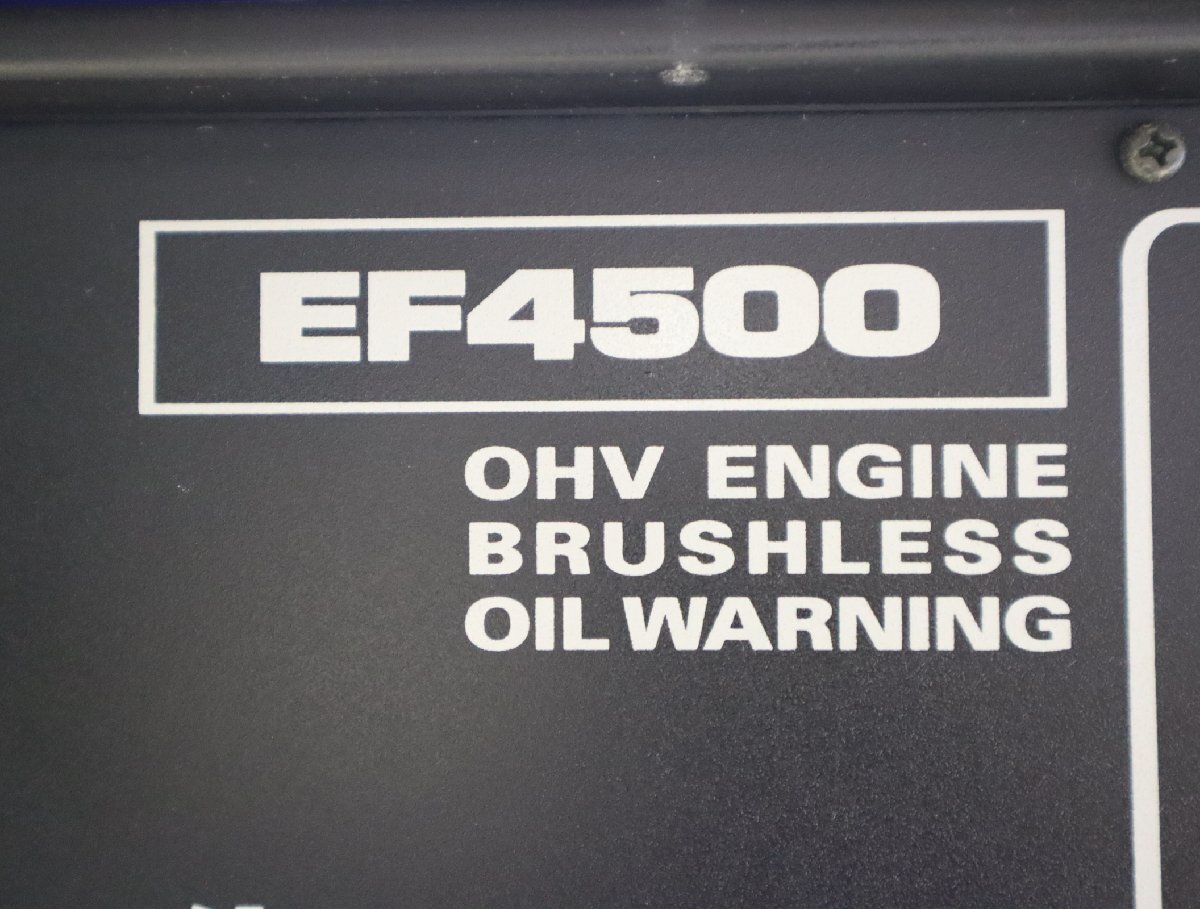 EF4500
OHV ENGINE
BRUSHLESS
OIL WARNING